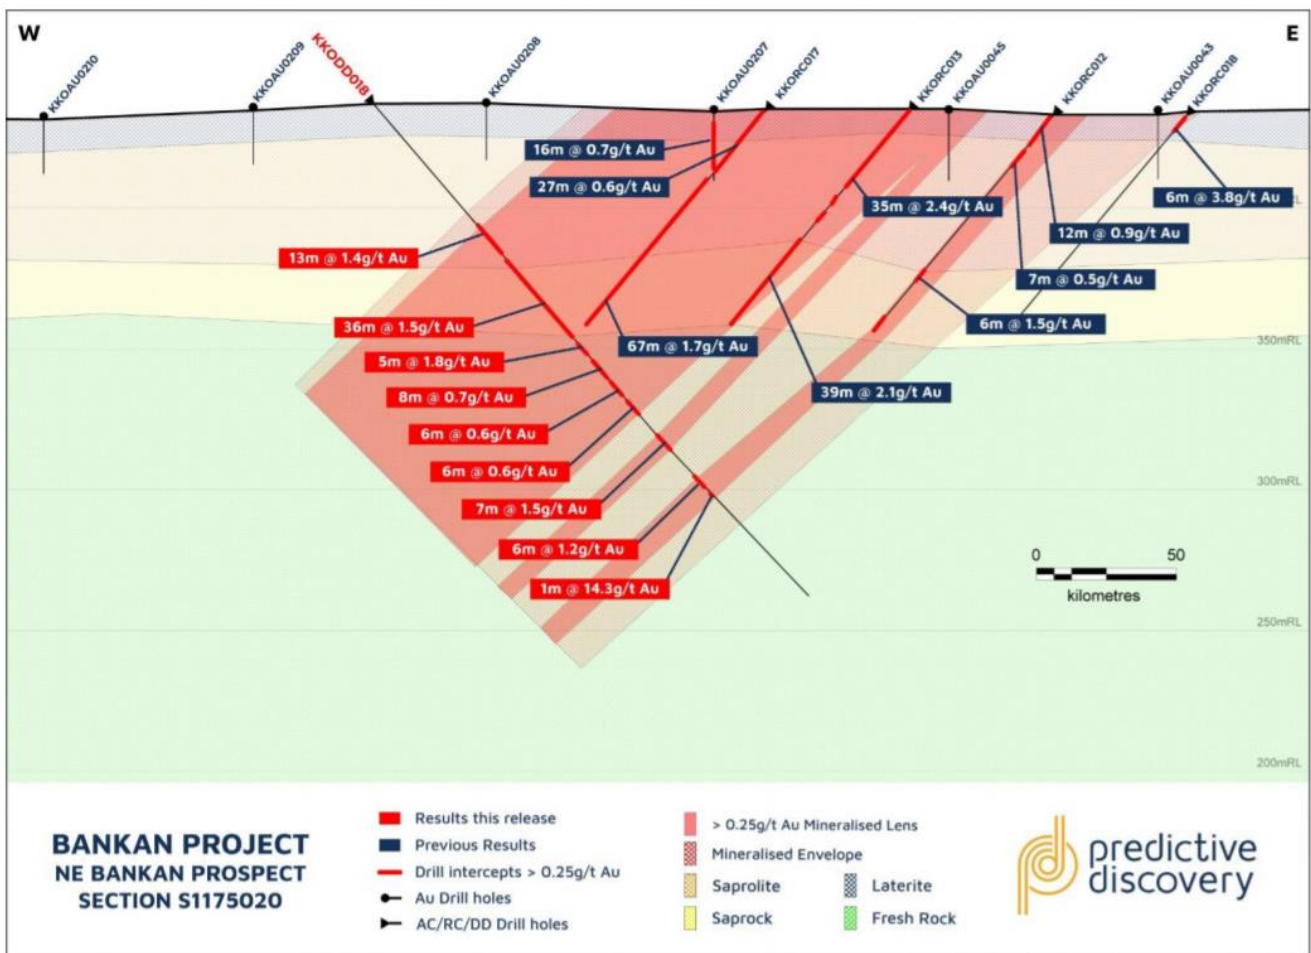 W
E
KKOAU0210
KKOAU0209
KKODD018
KKOAU0208
KKOAU0207
KKORC017
KKORC013
KKOAU0045
KKORC012
KKOAU0043
KKORC018
16m @ 0.7g/t Au
27m @ 0.6g/t Au
35m @ 2.4g/t Au
6m @ 3.8g/t Au
12m @ 0.9g/t Au
13m @ 1.4g/t Au
7m @ 0.5g/t Au
36m @ 1.5g/t Au
6m @ 1.5g/t Au
67m @ 1.7g/t Au
350mRL
5m @ 1.8g/t Au
8m @ 0.7g/t Au
39m @ 2.1g/t Au
6m @ 0.6g/t Au
6m @ 0.6g/t Au
300mRL
7m @ 1.5g/t Au
6m @ 1.2g/t Au
1m @ 14.3g/t Au
0 50
kilometres
250mRL
200mRL
BANKAN PROJECT
NE BANKAN PROSPECT
SECTION S1175020
Results this release
Previous Results
Drill intercepts > 0.25g/t Au
Au Drill holes
AC/RC/DD Drill holes
> 0.25g/t Au Mineralised Lens
Mineralised Envelope
Saprolite
Laterite
Saprock
Fresh Rock
predictive
discovery